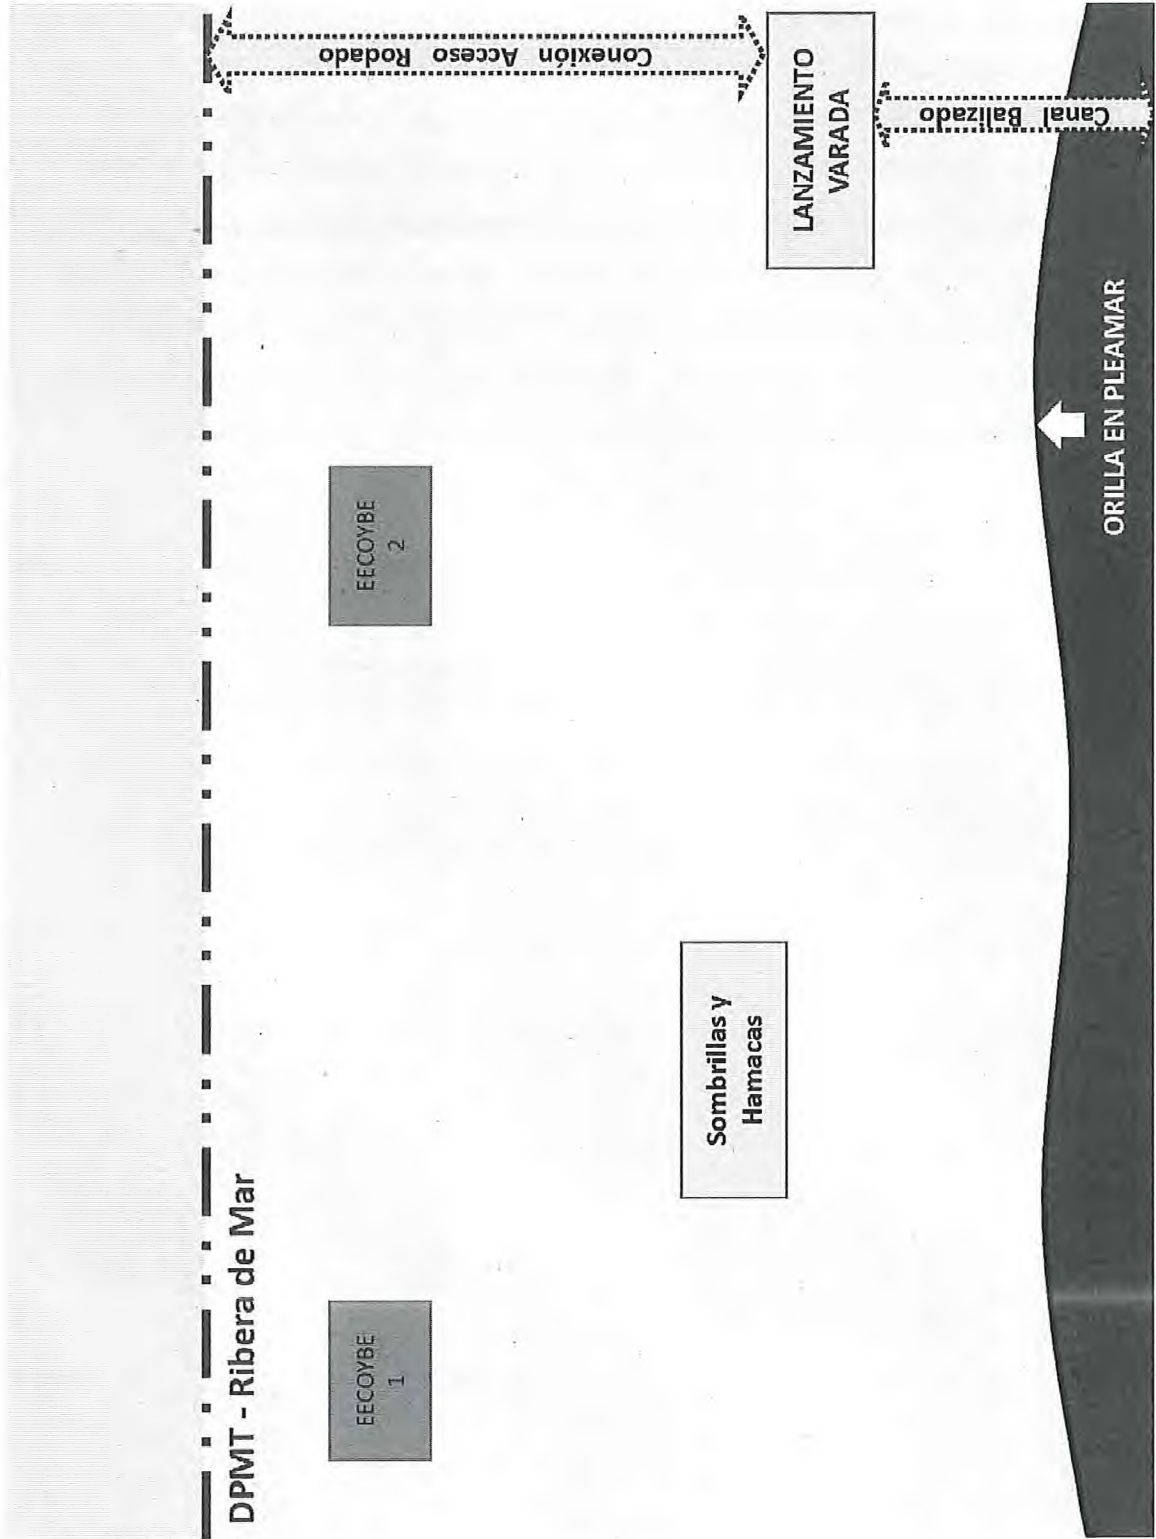 DPMT - Ribera de Mar
EECOYBE
1
EECOYBE
2
Sombrillas y
Hamacas
LANZAMIENTO
VARADA
Conexión Acceso Rodado
Canal Balizado
ORILLA EN PLEAMAR